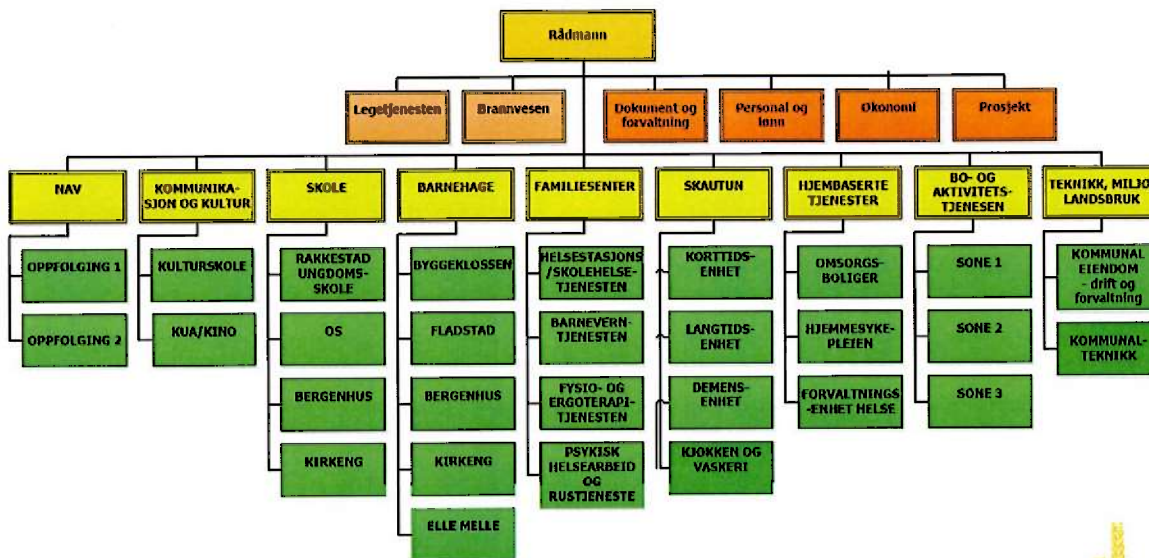 Rådmann
Legetjenesten
Brannvesen
Dokument og
forvaltning
Personal og
lønn
Økonomi
Prosjekt
NAV
KOMMUNIKA-
SJON OG KULTUR
SKOLE
BARNEHAGE
FAMILIESENTER
SKAUTUN
HJEMBASERTE
TJENESTER
BO- OG
AKTIVITETS-
TJENESEN
TEKNIKK, MILJØ
LANDSBRUK
OPPFØLGING 1
OPPFØLGING 2
KULTURSKOLE
KUA/KINO
RAKKESTAD
UNGDOMS-
SKOLE
OS
BERGENHUS
KIRKENG
BYGGEKLOSSEN
FLADSTAD
BERGENHUS
KIRKENG
ELLE MELLE
HELSESTASJONS
/SKOLEHELSE-
TJENESTEN
BARNEVERN-
TJENESTEN
FYSIO- OG
ERGOTERAPI-
TJENESTEN
PSYKISK
HELSEARBEID
OG
RUSTJENESTE
KORTTIDS-
ENHET
LANGTIDS-
ENHET
DEMENS-
ENHET
KJØKKEN OG
VASKERI
OMSORGS-
BOLIGER
HJEMMESYKE-
PLEIEN
FORVALTNINGS
-ENHET HELSE
SONE 1
SONE 2
SONE 3
KOMMUNAL
EIENDOM
- drift og
forvaltning
KOMMUNAL-
TEKNIKK